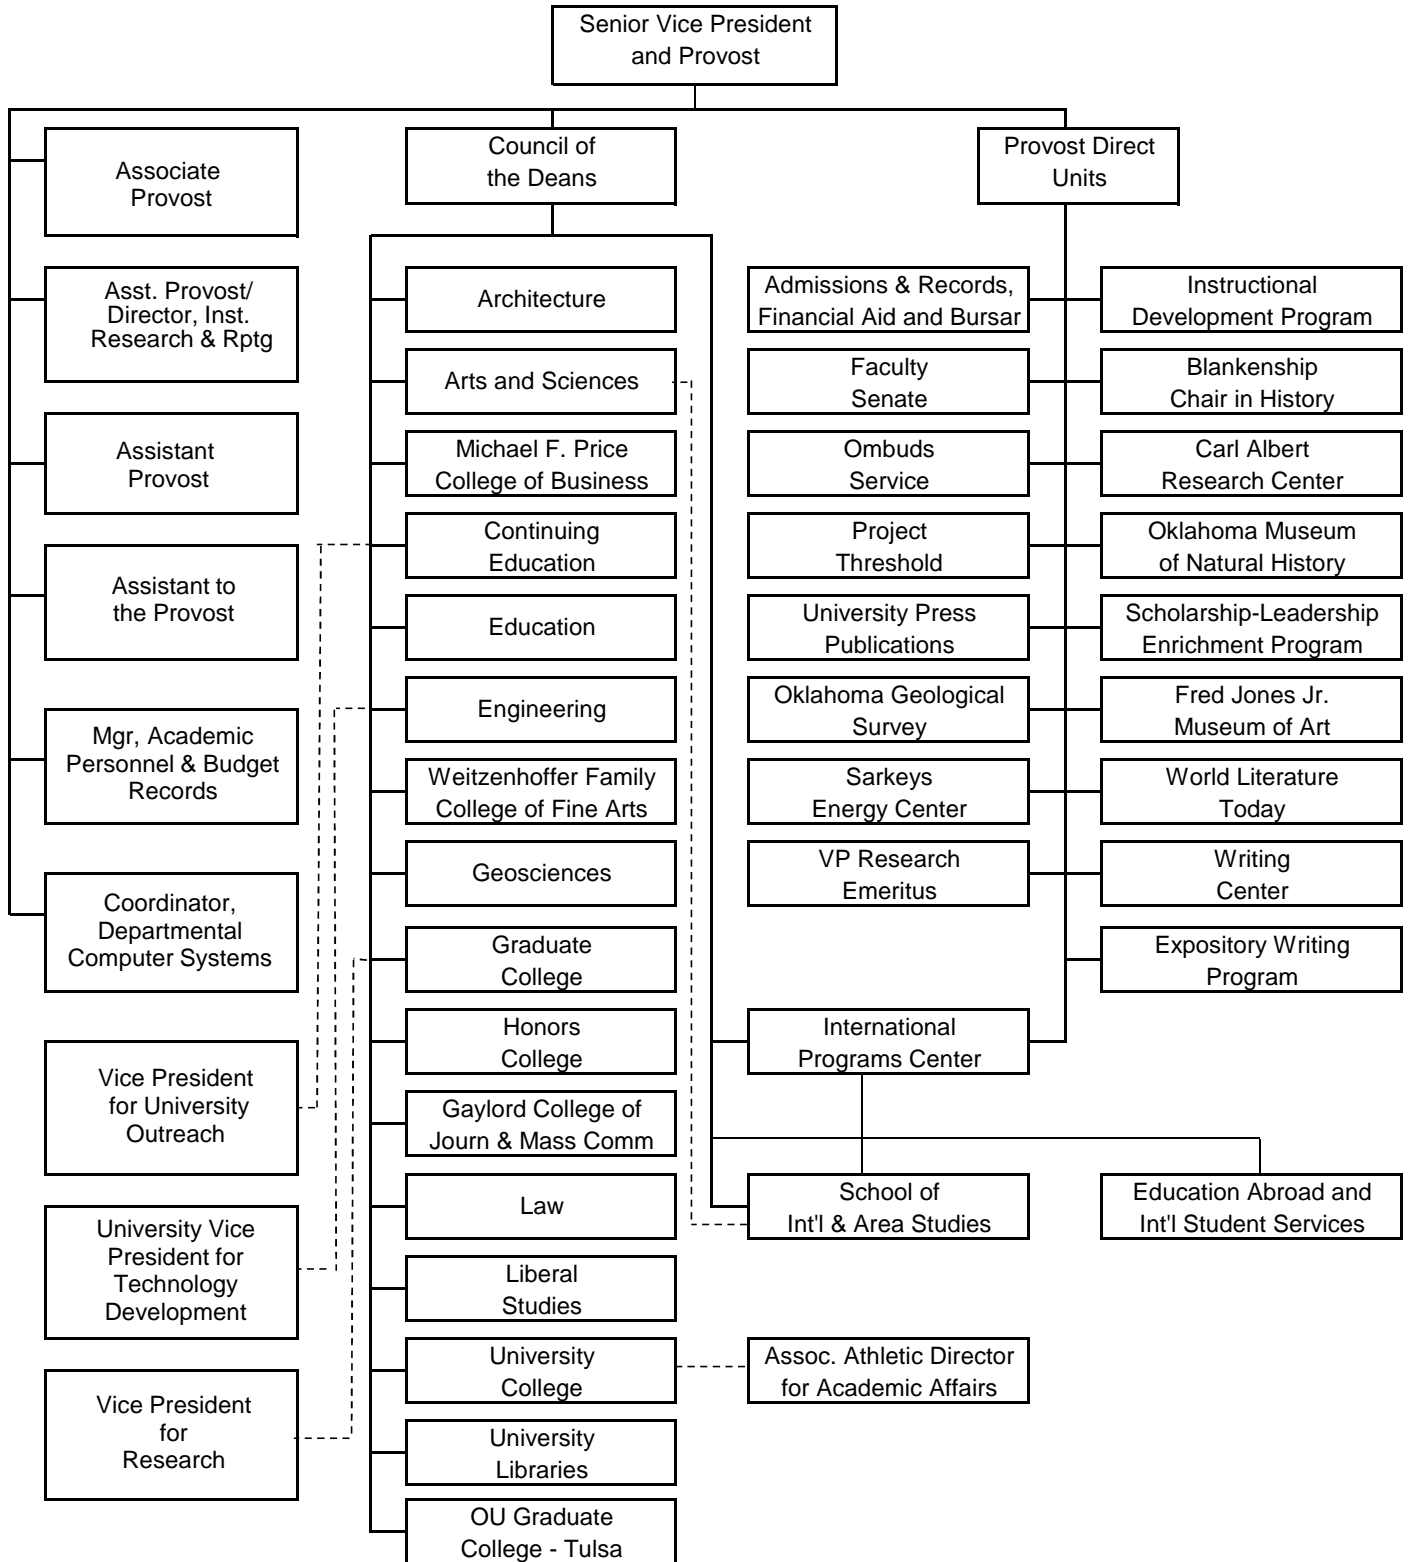 Senior Vice President
and Provost
Associate
Provost
Council of
the Deans
Provost Direct
Units
Asst. Provost/
Director, Inst.
Research & Rptg
Assistant
Provost
Assistant to
the Provost
Mgr, Academic
Personnel & Budget
Records
Coordinator,
Departmental
Computer Systems
Vice President
for University
Outreach
University Vice
President for
Technology
Development
Vice President
for
Research
Architecture
Arts and Sciences
Michael F. Price
College of Business
Continuing
Education
Education
Engineering
Weitzenhoffer Family
College of Fine Arts
Geosciences
Graduate
College
Honors
College
Gaylord College of
Journ & Mass Comm
Law
Liberal
Studies
University
College
University
Libraries
OU Graduate
College - Tulsa
Admissions & Records,
Financial Aid and Bursar
Faculty
Senate
Ombuds
Service
Project
Threshold
University Press
Publications
Oklahoma Geological
Survey
Sarkeys
Energy Center
VP Research
Emeritus
International
Programs Center
School of
Int'l & Area Studies
Assoc. Athletic Director
for Academic Affairs
Instructional
Development Program
Blankenship
Chair in History
Carl Albert
Research Center
Oklahoma Museum
of Natural History
Scholarship-Leadership
Enrichment Program
Fred Jones Jr.
Museum of Art
World Literature
Today
Writing
Center
Expository Writing
Program
Education Abroad and
Int'l Student Services